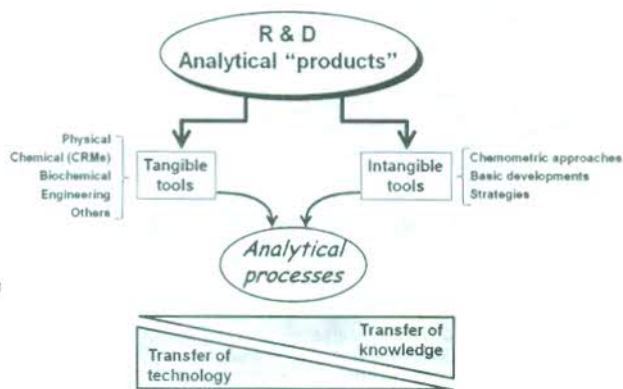 R & D
Analytical “products”
Physical
Chemical (CRMs)
Biochemical
Engineering
Others
Tangible
tools
Intangible
tools
Chemometric approaches
Basic developments
Strategies
Analytical
processes
Transfer of
knowledge
Transfer of
technology